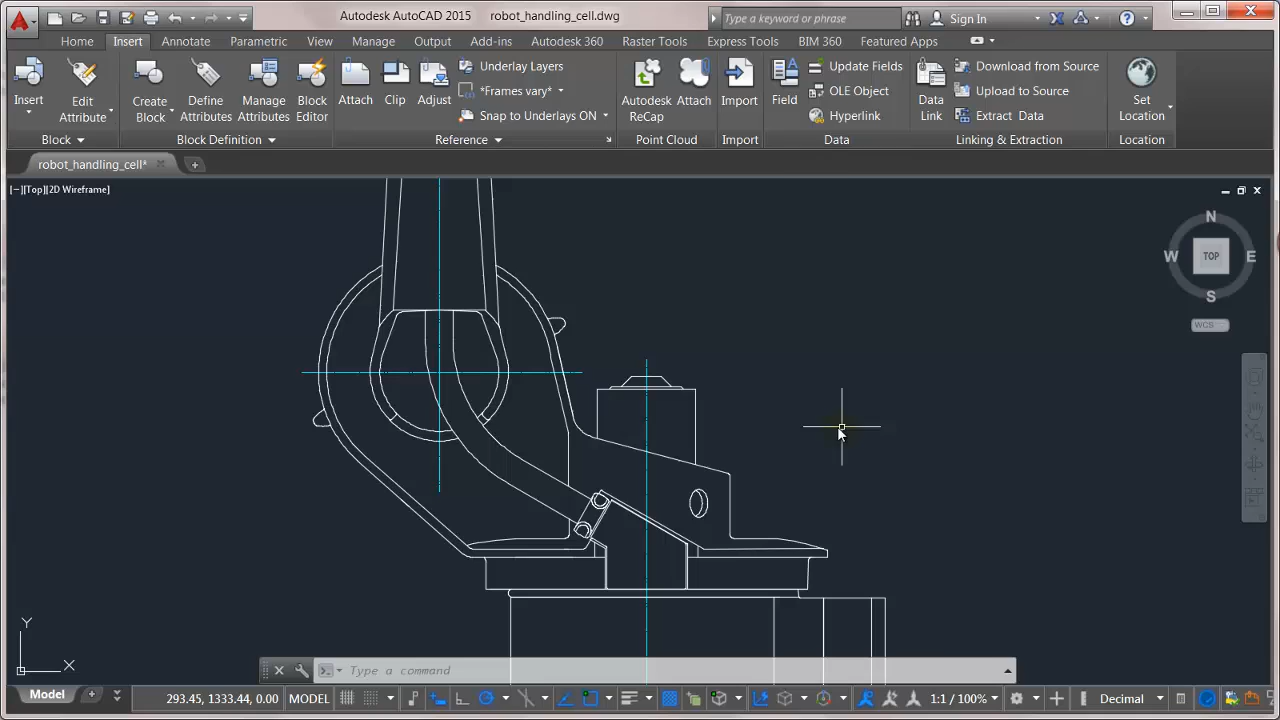 Autodesk AutoCAD 2015 robot_handling_cell.dwg
Type a keyword or phrase
Sign In
Home Insert Annotate Parametric View Manage Output Add-ins Autodesk 360 Raster Tools Express Tools BIM 360 Featured Apps
Insert
Edit Attribute
Create Block
Define Attributes
Manage Attributes
Block Editor
Attach
Clip
Adjust
Underlay Layers
*Frames vary*
Snap to Underlays ON
Autodesk ReCap
Attach
Import
Field
Update Fields
OLE Object
Hyperlink
Data Link
Download from Source
Upload to Source
Extract Data
Set Location
Block Block Definition Reference Point Cloud Import Data Linking & Extraction Location
robot_handling_cell*
[−][Top][2D Wireframe]
N
W TOP E
S
WCS
Y
X
Type a command
Model
293.45, 1333.44, 0.00 MODEL 1:1 / 100% Decimal